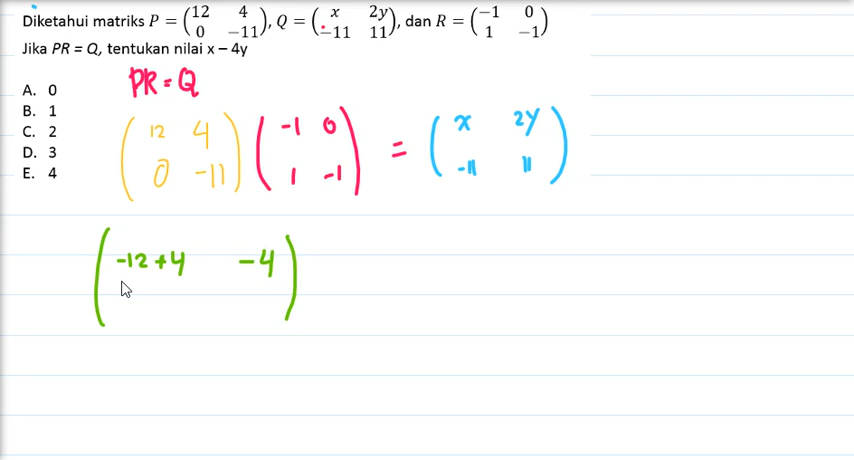 Diketahui matriks P = (12 4
0 −11), Q = (x 2y
−11 11), dan R = (−1 0
1 −1)
Jika PR = Q, tentukan nilai x – 4y
A. 0
B. 1
C. 2
D. 3
E. 4
PR = Q
(12 4
0 -11) (-1 0
1 -1) = (x 2y
-11 11)
(-12+4 -4)